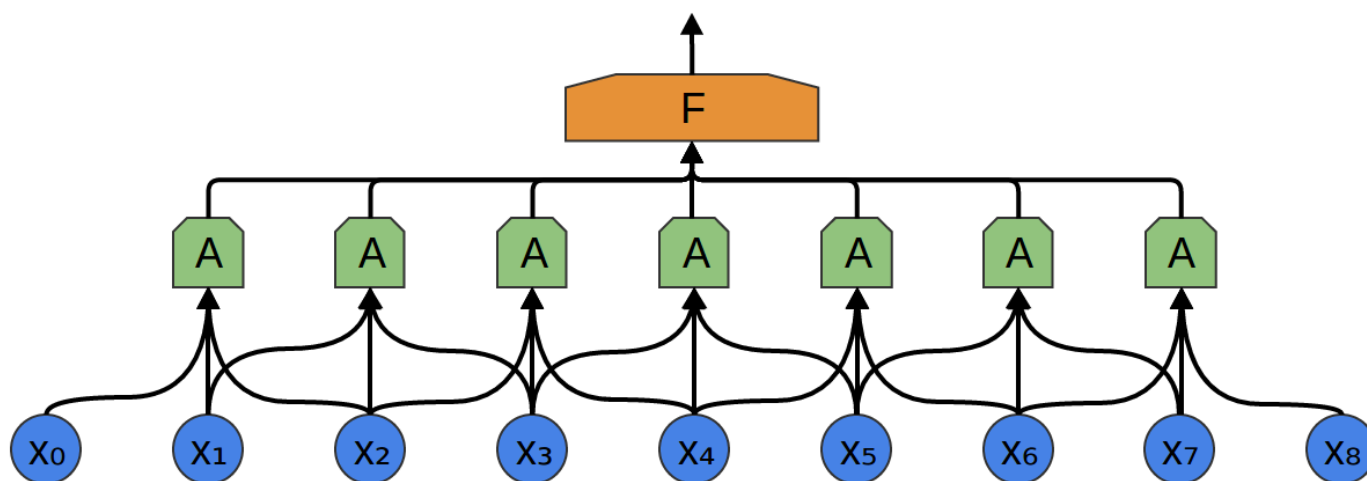 F
A A A A A A A
x₀ x₁ x₂ x₃ x₄ x₅ x₆ x₇ x₈